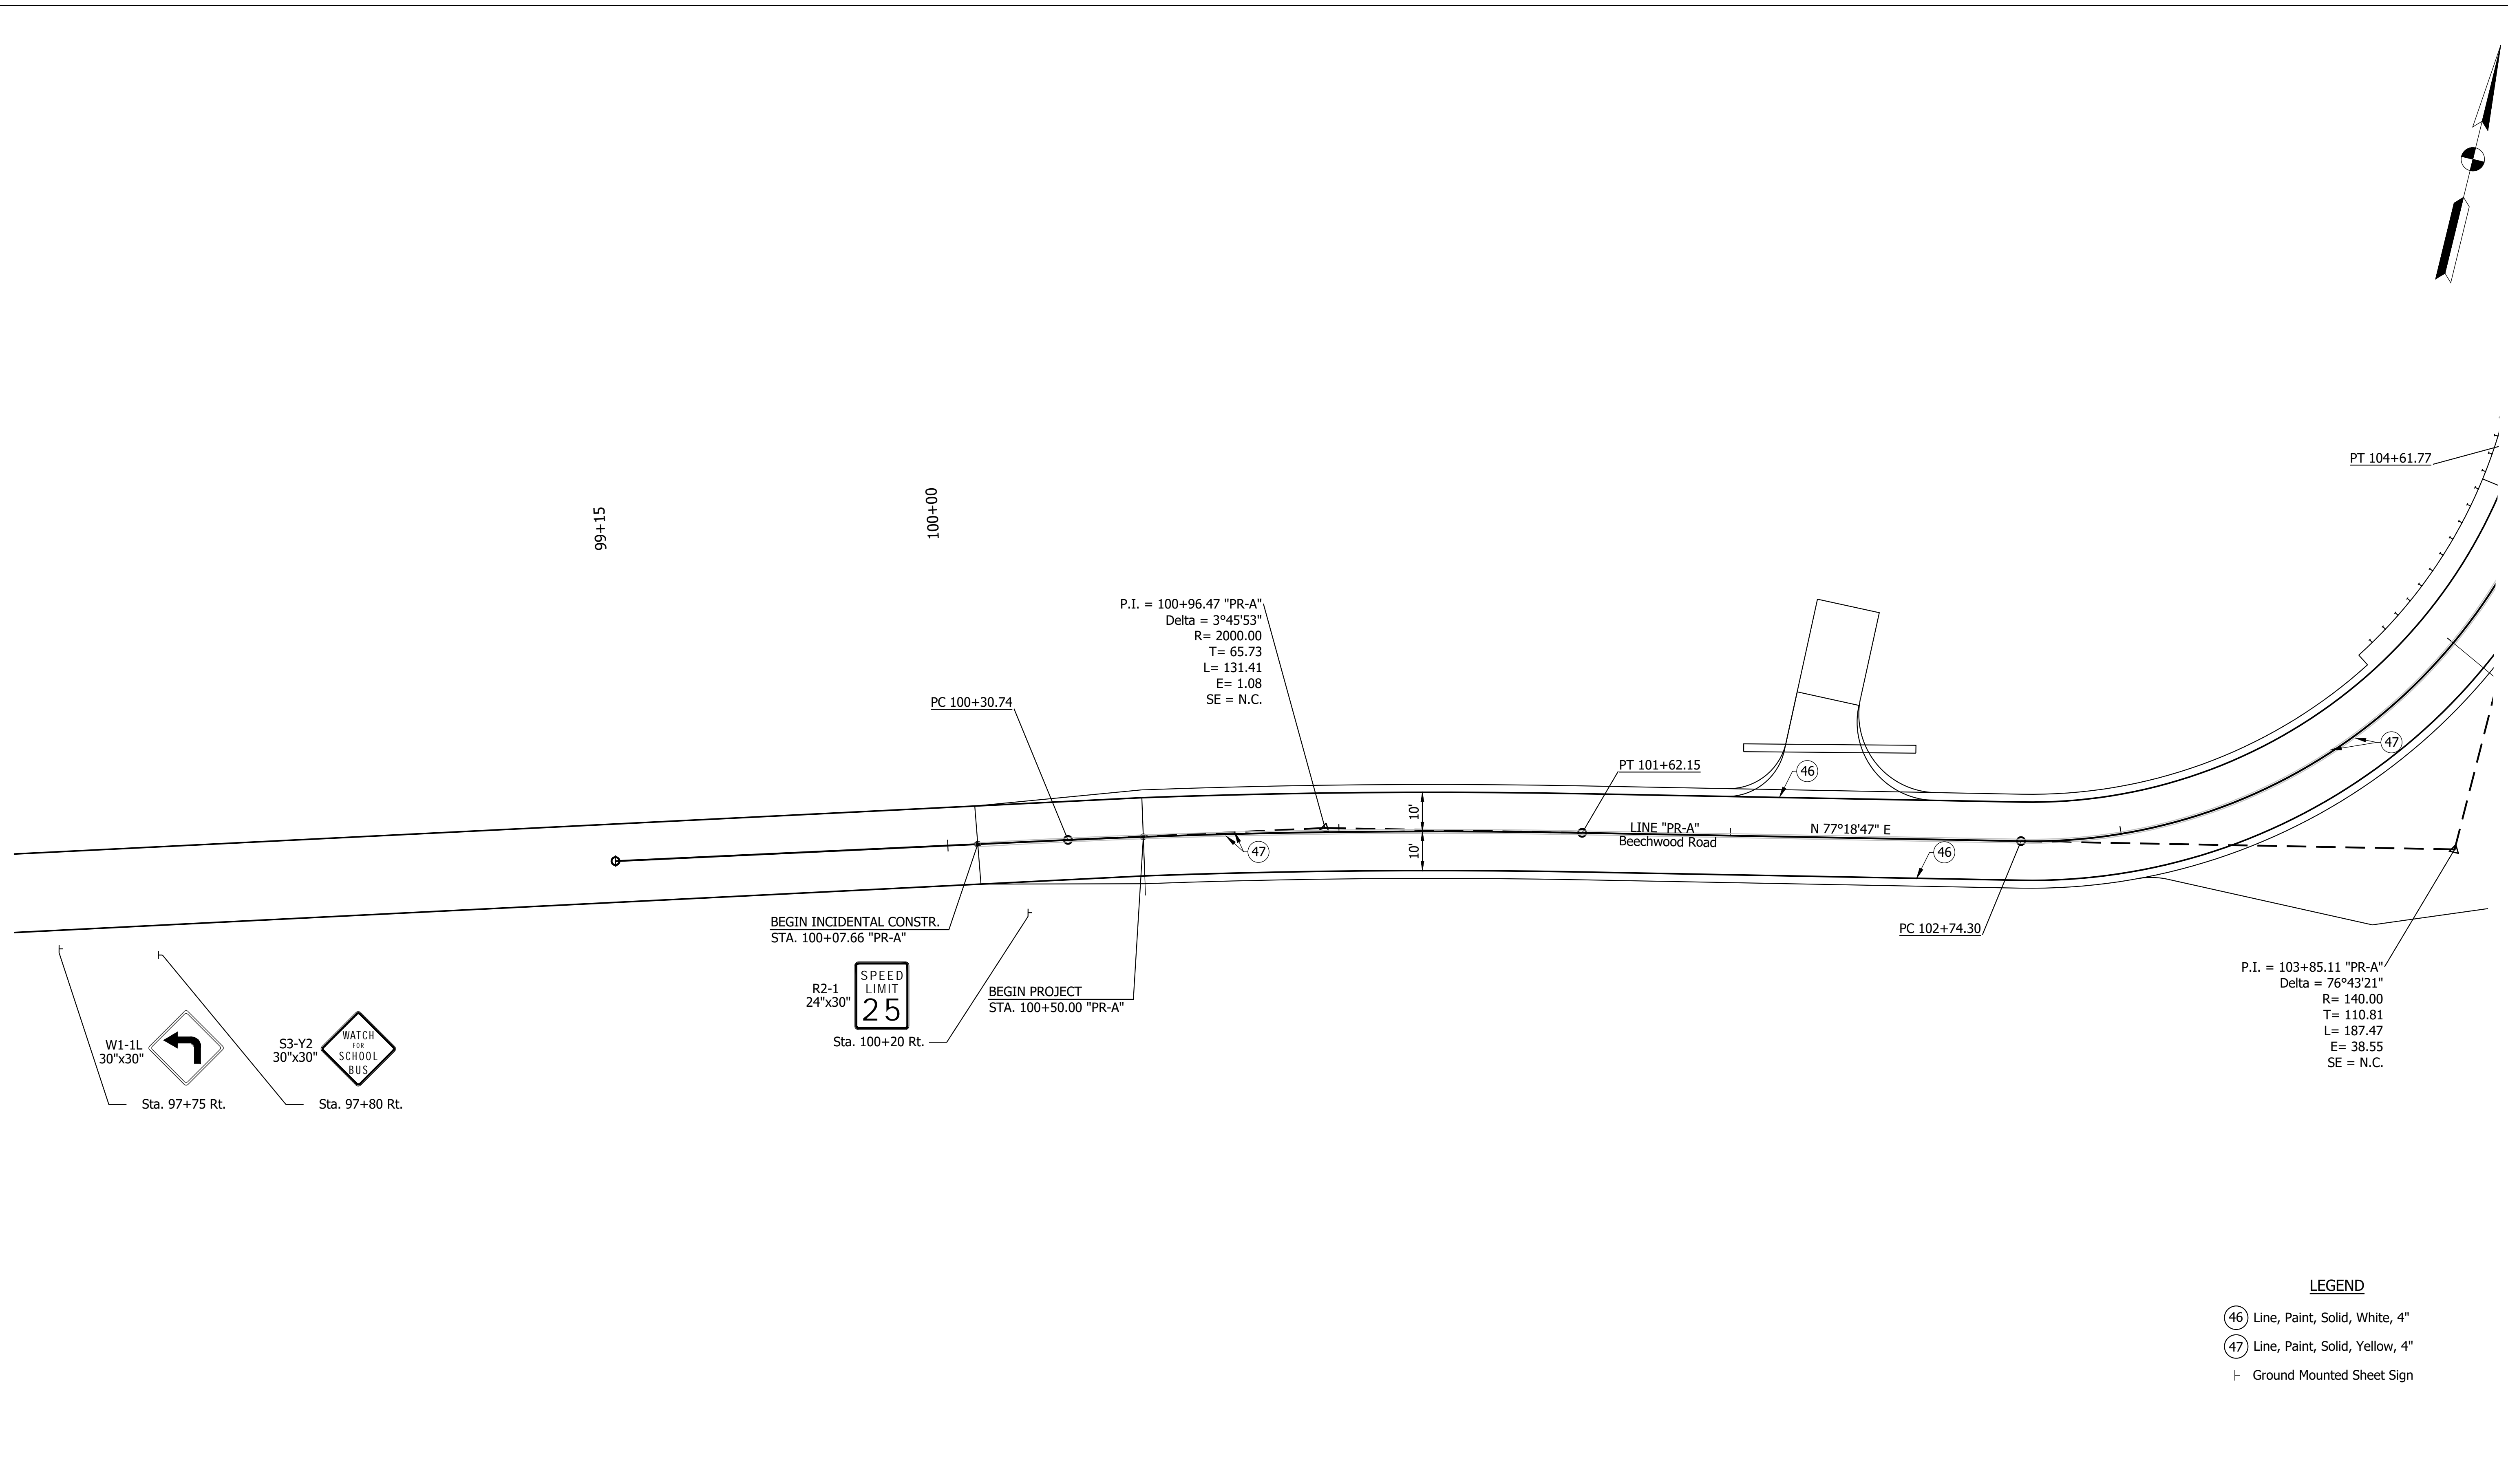 PT 104+61.77
99+15
100+00
P.I. = 100+96.47 "PR-A"
Delta = 3°45'53"
R= 2000.00
T= 65.73
L= 131.41
E= 1.08
SE = N.C.
PC 100+30.74
PT 101+62.15
47
46
10'
10'
LINE "PR-A"
Beechwood Road
N 77°18'47" E
47
46
BEGIN INCIDENTAL CONSTR.
STA. 100+07.66 "PR-A"
PC 102+74.30
R2-1
24"x30"
SPEED
LIMIT
25
Sta. 100+20 Rt.
BEGIN PROJECT
STA. 100+50.00 "PR-A"
P.I. = 103+85.11 "PR-A"
Delta = 76°43'21"
R= 140.00
T= 110.81
L= 187.47
E= 38.55
SE = N.C.
W1-1L
30"x30"
Sta. 97+75 Rt.
S3-Y2
30"x30"
WATCH
FOR
SCHOOL
BUS
Sta. 97+80 Rt.
LEGEND
46 Line, Paint, Solid, White, 4"
47 Line, Paint, Solid, Yellow, 4"
Ground Mounted Sheet Sign